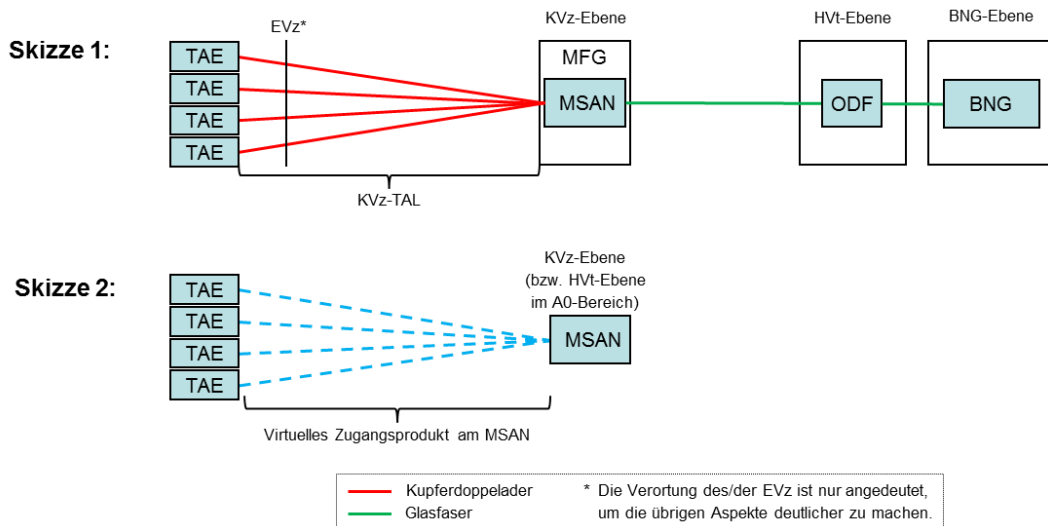 Skizze 1:
EVz*
KVz-Ebene
HVt-Ebene
BNG-Ebene
TAE
TAE
TAE
TAE
MFG
MSAN
ODF
BNG
KVz-TAL
Skizze 2:
KVz-Ebene
(bzw. HVt-Ebene
im A0-Bereich)
TAE
TAE
TAE
TAE
MSAN
Virtuelles Zugangsprodukt am MSAN
Kupferdoppelader
Glasfaser
* Die Verortung des/der EVz ist nur angedeutet,
um die übrigen Aspekte deutlicher zu machen.